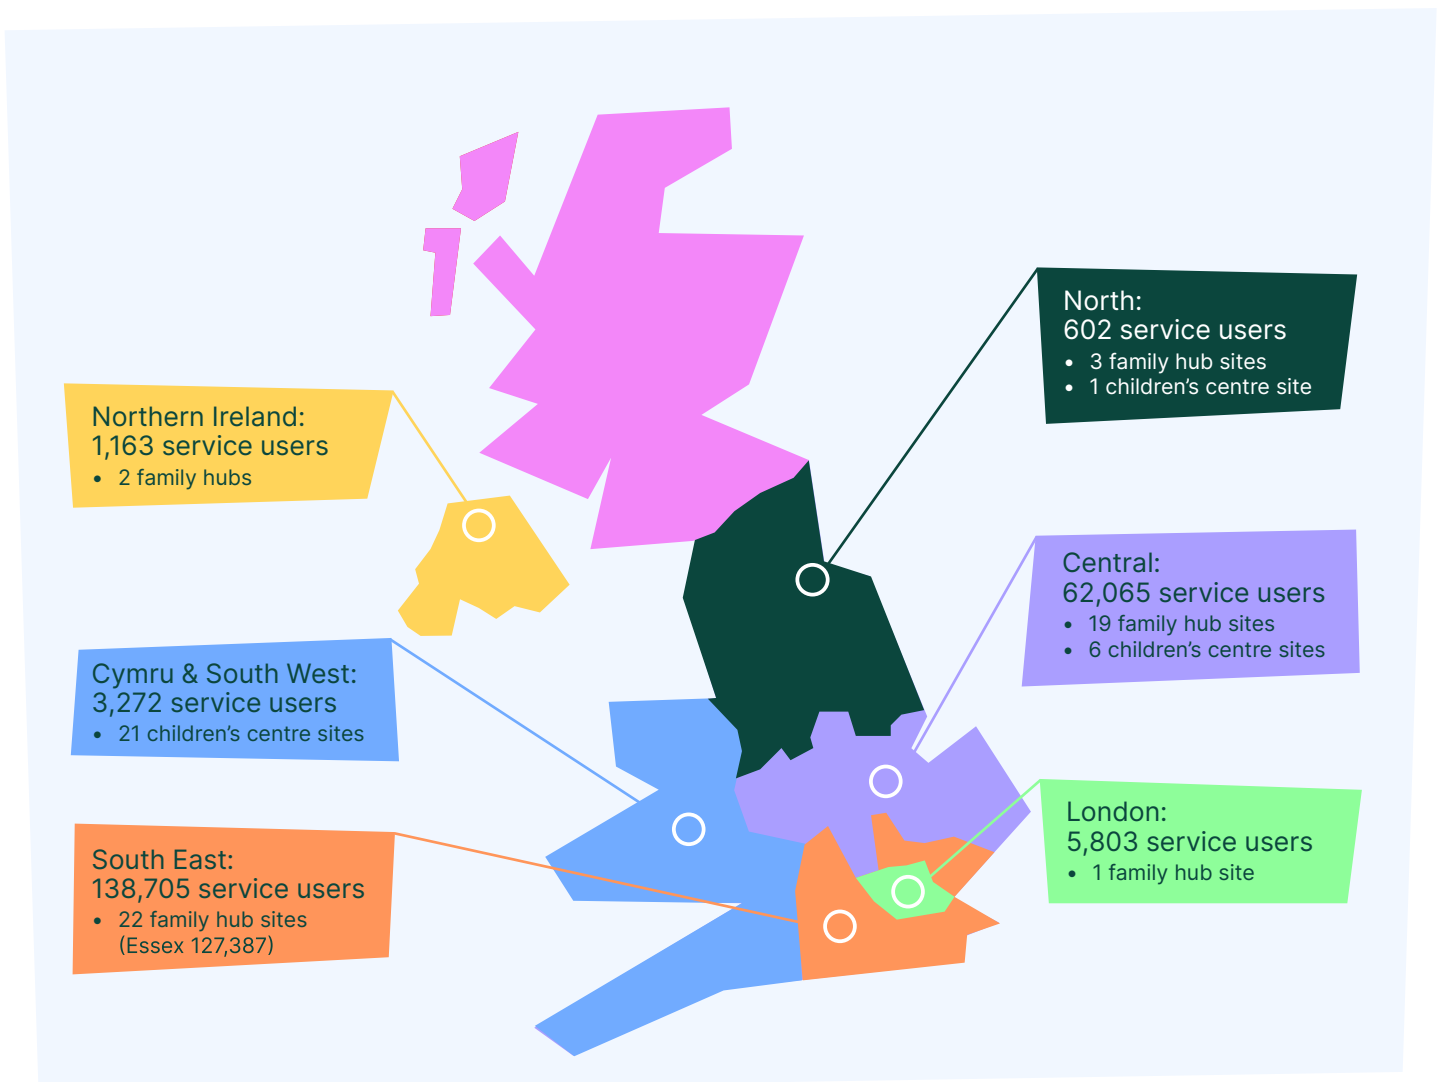 North:
602 service users
• 3 family hub sites
• 1 children’s centre site
Northern Ireland:
1,163 service users
• 2 family hubs
Central:
62,065 service users
• 19 family hub sites
• 6 children’s centre sites
Cymru & South West:
3,272 service users
• 21 children’s centre sites
London:
5,803 service users
• 1 family hub site
South East:
138,705 service users
• 22 family hub sites
(Essex 127,387)